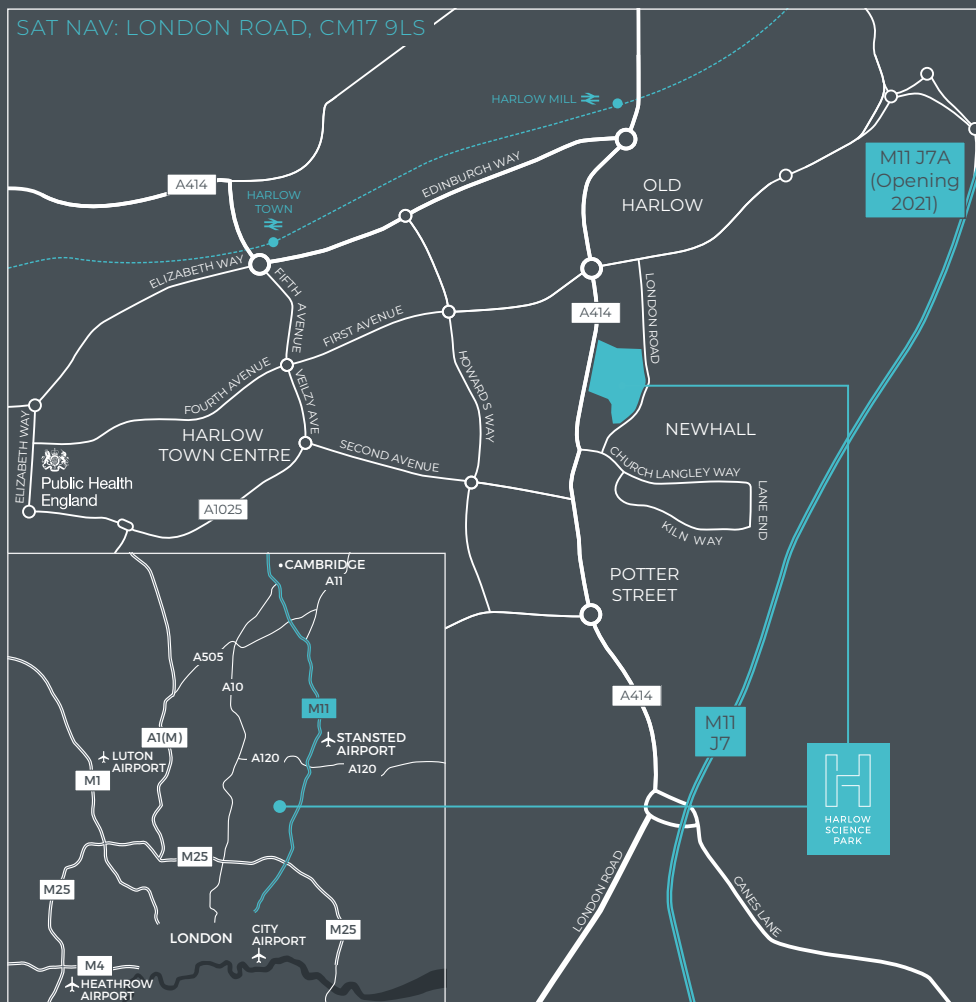 SAT NAV: LONDON ROAD, CM17 9LS
HARLOW MILL
M11 J7A
(Opening
2021)
EDINBURGH WAY
A414
OLD
HARLOW
HARLOW
TOWN
ELIZABETH WAY
FIFTH AVENUE
LONDON ROAD
A414
FIRST AVENUE
HOWARDS WAY
FOURTH AVENUE
VEILZY AVE
NEWHALL
HARLOW
TOWN CENTRE
SECOND AVENUE
CHURCH LANGLEY WAY
ELIZABETH WAY
Public Health
England
LANE END
A1025
KILN WAY
POTTER
STREET
A414
M11
J7
HARLOW
SCIENCE
PARK
LONDON ROAD
CANES LANE
CAMBRIDGE
A11
A505
A10
M11
A1(M)
STANSTED
AIRPORT
LUTON
AIRPORT
A120
A120
M1
M25
M25
LONDON
CITY
AIRPORT
M25
M4
HEATHROW
AIRPORT